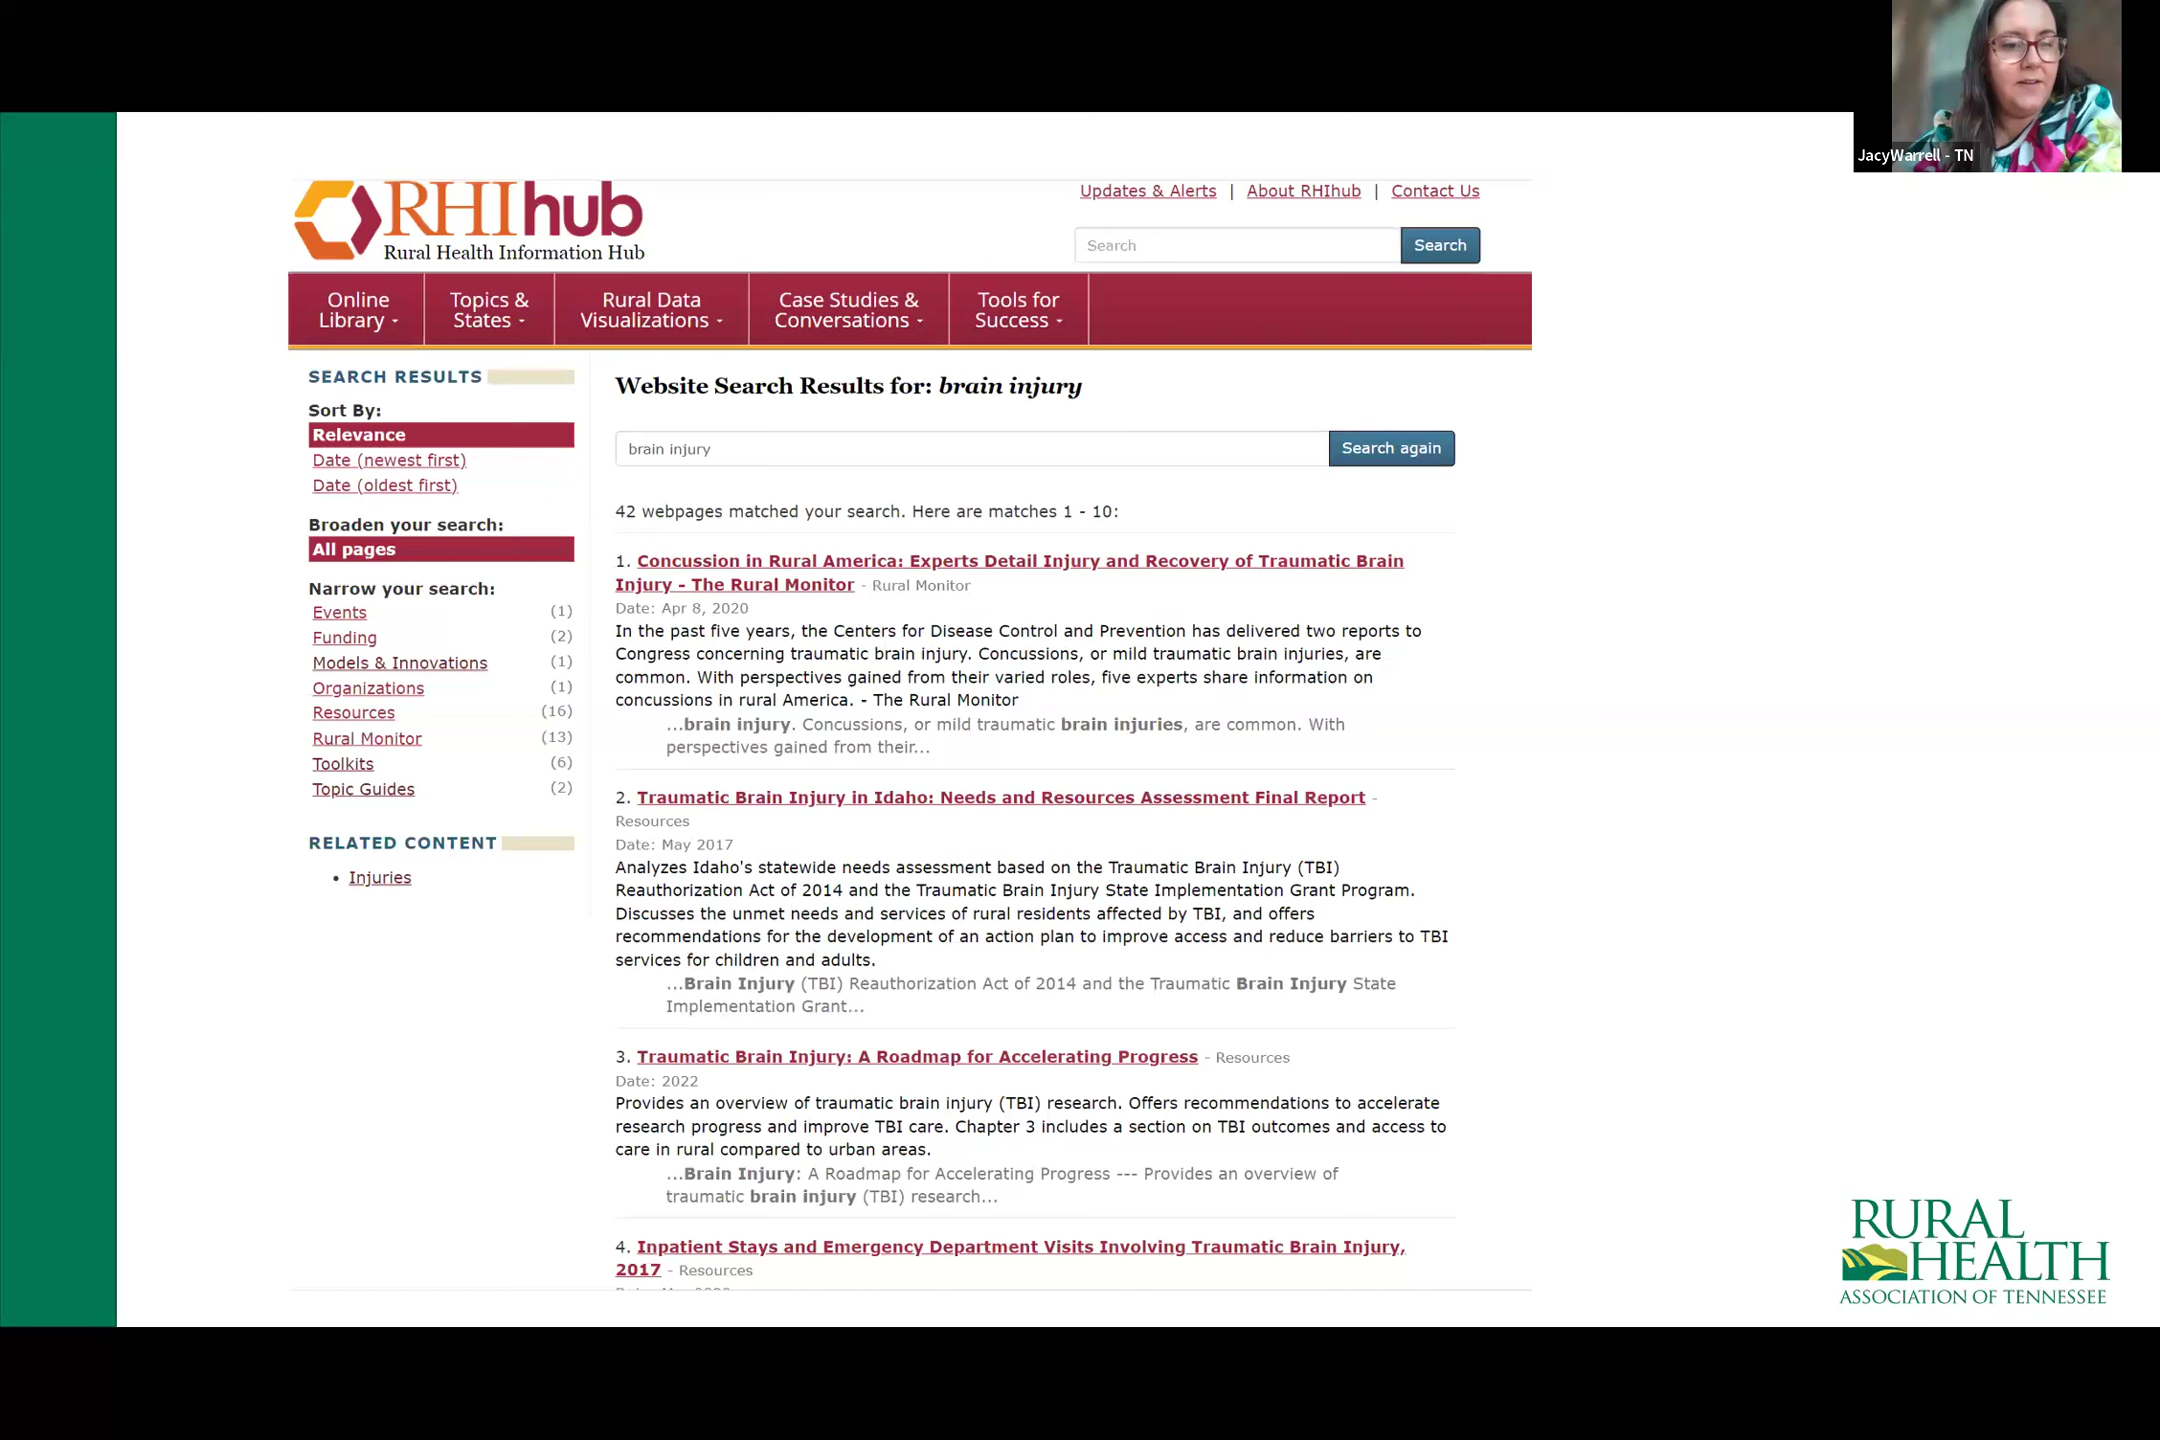 JacyWarrell - TN
RHIhub
Rural Health Information Hub
Updates & Alerts | About RHIhub | Contact Us
Search
Search
Online Library
Topics & States
Rural Data Visualizations
Case Studies & Conversations
Tools for Success
SEARCH RESULTS
Sort By:
Relevance
Date (newest first)
Date (oldest first)
Broaden your search:
All pages
Narrow your search:
Events (1)
Funding (2)
Models & Innovations (1)
Organizations (1)
Resources (16)
Rural Monitor (13)
Toolkits (6)
Topic Guides (2)
RELATED CONTENT
• Injuries
Website Search Results for: brain injury
brain injury
Search again
42 webpages matched your search. Here are matches 1 - 10:
1. Concussion in Rural America: Experts Detail Injury and Recovery of Traumatic Brain
Injury - The Rural Monitor - Rural Monitor
Date: Apr 8, 2020
In the past five years, the Centers for Disease Control and Prevention has delivered two reports to
Congress concerning traumatic brain injury. Concussions, or mild traumatic brain injuries, are
common. With perspectives gained from their varied roles, five experts share information on
concussions in rural America. - The Rural Monitor
...brain injury. Concussions, or mild traumatic brain injuries, are common. With
perspectives gained from their...
2. Traumatic Brain Injury in Idaho: Needs and Resources Assessment Final Report -
Resources
Date: May 2017
Analyzes Idaho's statewide needs assessment based on the Traumatic Brain Injury (TBI)
Reauthorization Act of 2014 and the Traumatic Brain Injury State Implementation Grant Program.
Discusses the unmet needs and services of rural residents affected by TBI, and offers
recommendations for the development of an action plan to improve access and reduce barriers to TBI
services for children and adults.
...Brain Injury (TBI) Reauthorization Act of 2014 and the Traumatic Brain Injury State
Implementation Grant...
3. Traumatic Brain Injury: A Roadmap for Accelerating Progress - Resources
Date: 2022
Provides an overview of traumatic brain injury (TBI) research. Offers recommendations to accelerate
research progress and improve TBI care. Chapter 3 includes a section on TBI outcomes and access to
care in rural compared to urban areas.
...Brain Injury: A Roadmap for Accelerating Progress --- Provides an overview of
traumatic brain injury (TBI) research...
4. Inpatient Stays and Emergency Department Visits Involving Traumatic Brain Injury,
2017 - Resources
RURAL
HEALTH
ASSOCIATION OF TENNESSEE